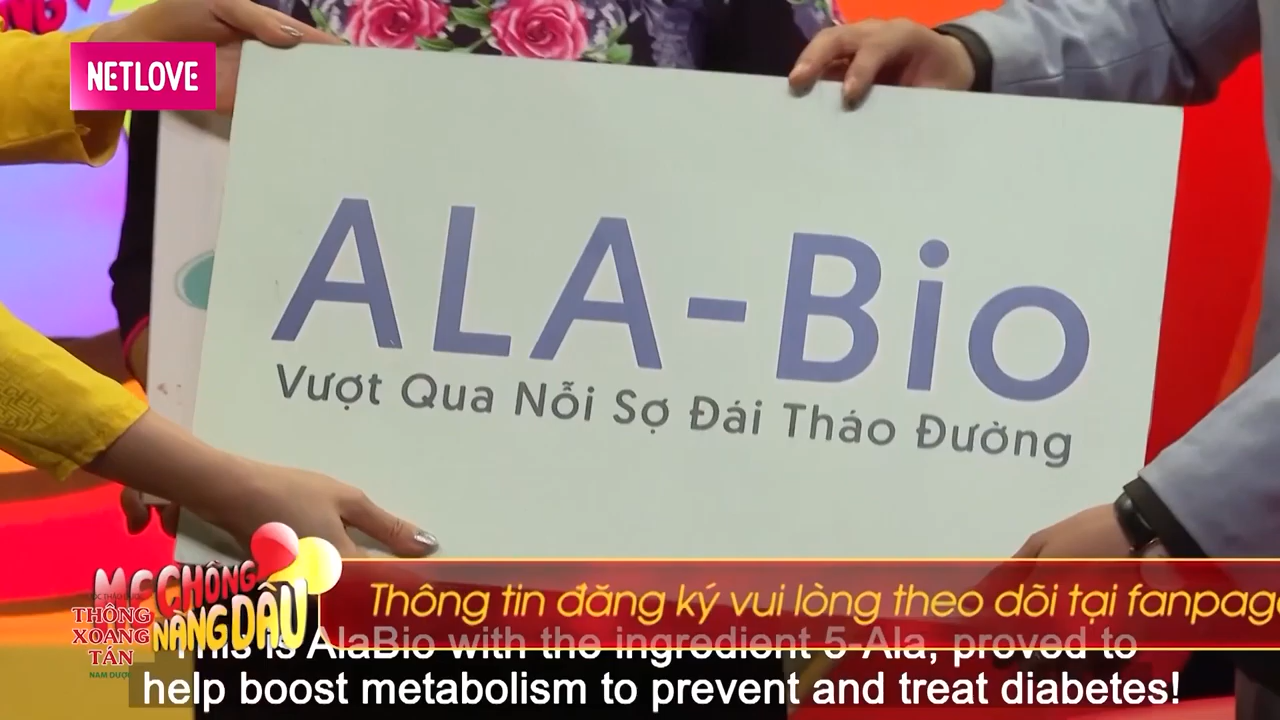 NETLOVE
ALA-Bio
Vượt Qua Nỗi Sợ Đái Tháo Đường
MẸ CHỒNG
NÀNG DÂU
THÔNG
XOANG
TÁN
NAM DƯỢC
Thông tin đăng ký vui lòng theo dõi tại fanpag
This is AlaBio with the ingredient 5-Ala, proved to
help boost metabolism to prevent and treat diabetes!